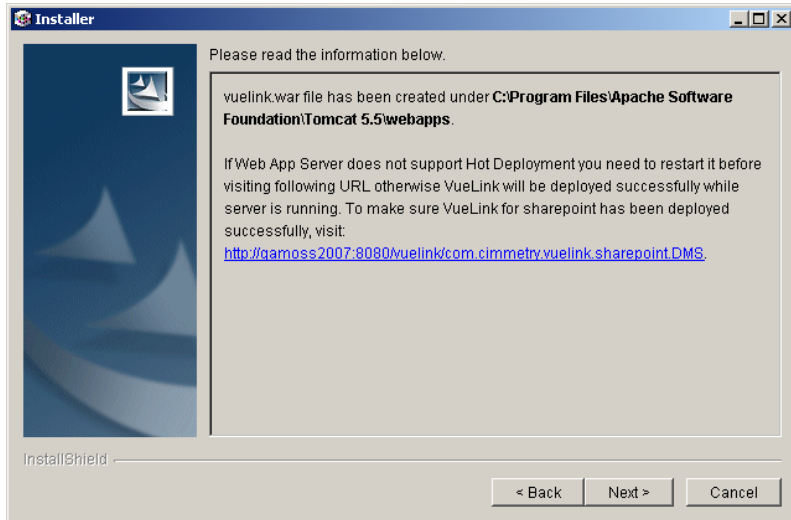 Installer
Please read the information below.
vuelink.war file has been created under C:\Program Files\Apache Software
Foundation\Tomcat 5.5\webapps.
If Web App Server does not support Hot Deployment you need to restart it before
visiting following URL otherwise VueLink will be deployed successfully while
server is running. To make sure VueLink for sharepoint has been deployed
successfully, visit:
http://qamoss2007:8080/vuelink/com.cimmetry.vuelink.sharepoint.DMS.
InstallShield
< Back
Next >
Cancel